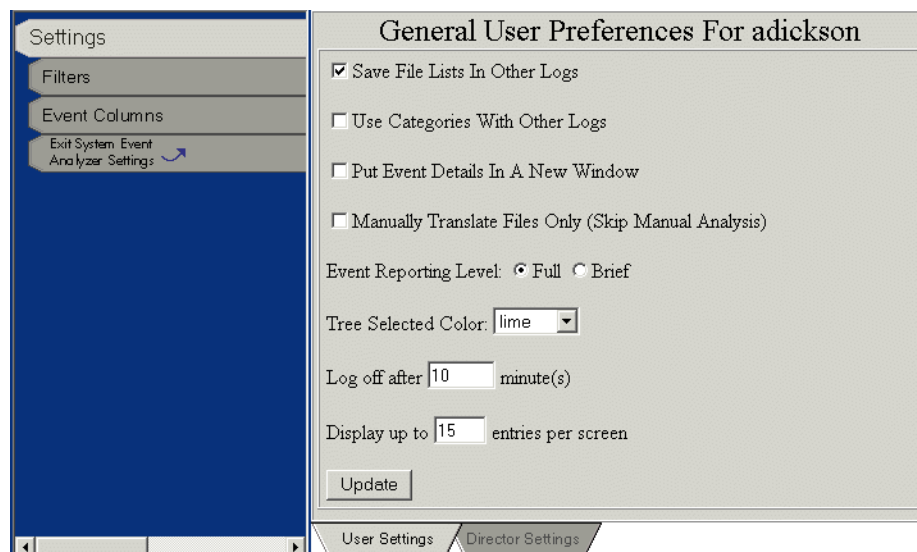 Settings
Filters
Event Columns
Exit System Event
Analyzer Settings
General User Preferences For adickson
Save File Lists In Other Logs
Use Categories With Other Logs
Put Event Details In A New Window
Manually Translate Files Only (Skip Manual Analysis)
Event Reporting Level: Full Brief
Tree Selected Color: lime
Log off after 10 minute(s)
Display up to 15 entries per screen
Update
User Settings Director Settings